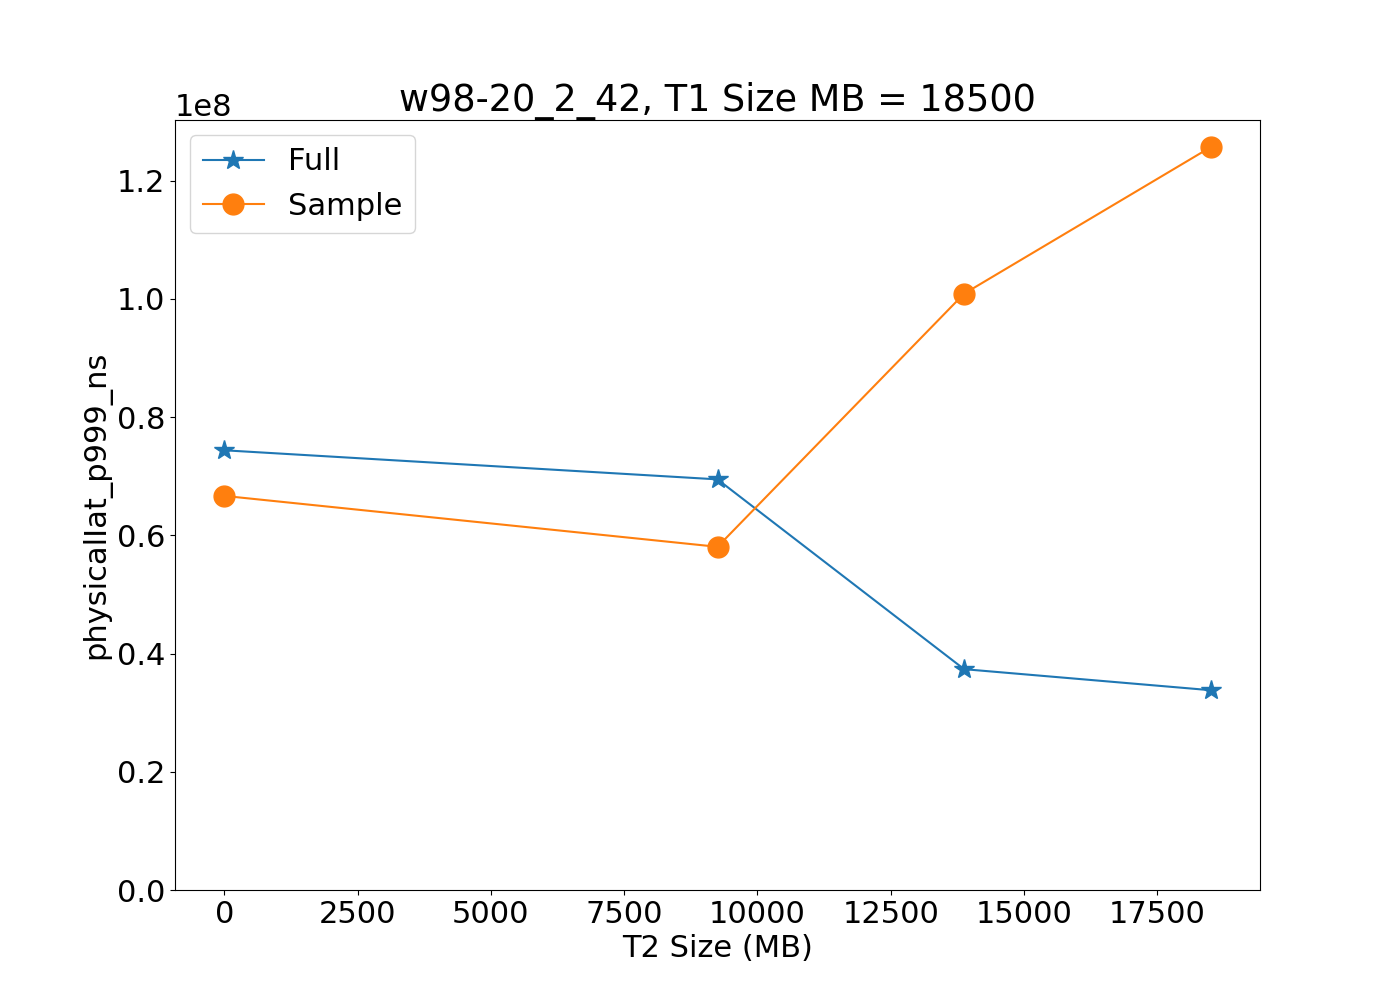 w98-20_2_42, T1 Size MB = 18500
1e8
Full
Sample
1.2
1.0
0.8
0.6
0.4
0.2
0.0
physicallat_p999_ns
0 2500 5000 7500 10000 12500 15000 17500
T2 Size (MB)